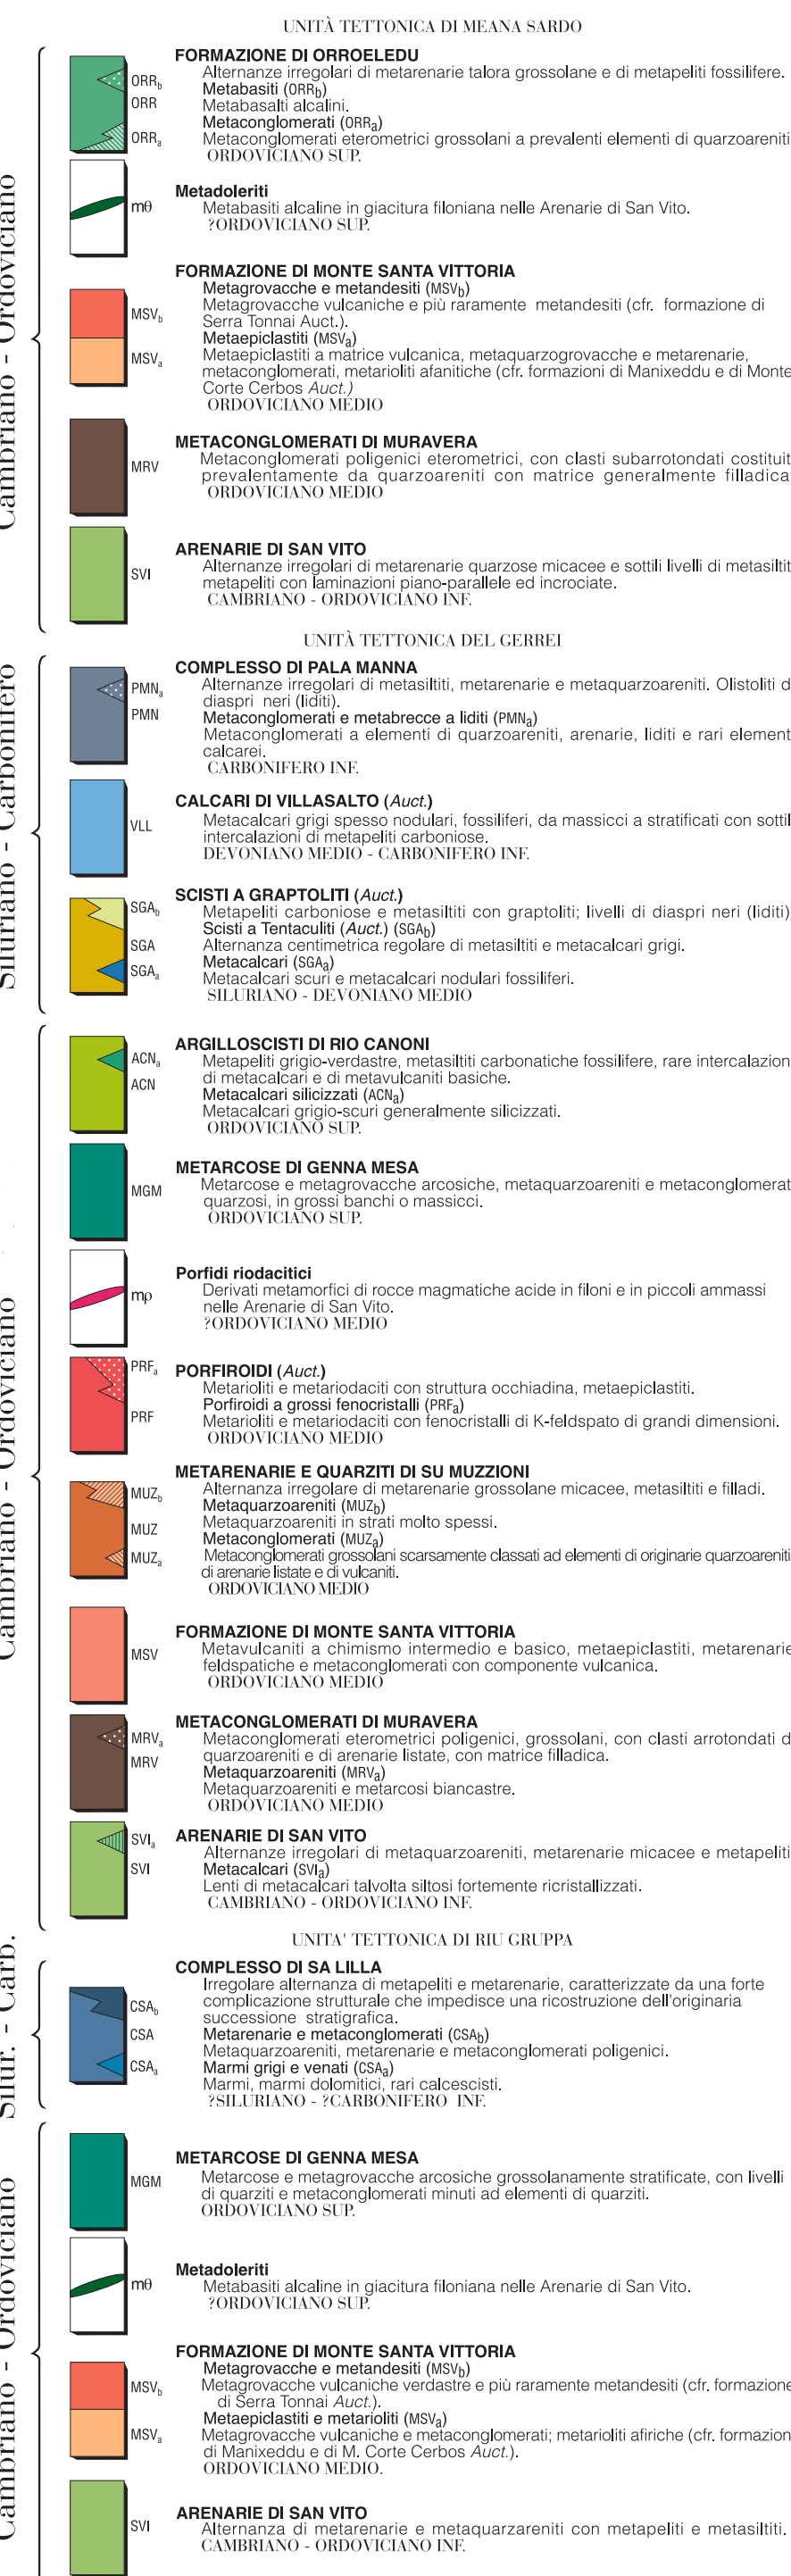 UNITÀ TETTONICA DI MEANA SARDO
Cambriano - Ordoviciano
FORMAZIONE DI ORROELEDU
Alternanze irregolari di metarenarie talora grossolane e di metapeliti fossilifere.
ORRb
Metabasiti (ORRb)
ORR
Metabasalti alcalini.
Metaconglomerati (ORRa)
ORRa
Metaconglomerati eterometrici grossolani a prevalenti elementi di quarzoareniti
ORDOVICIANO SUP.
Metadoleriti
mθ
Metabasiti alcaline in giacitura filoniana nelle Arenarie di San Vito.
?ORDOVICIANO SUP.
FORMAZIONE DI MONTE SANTA VITTORIA
Metagrovacche e metandesiti (MSVb)
MSVb
Metagrovacche vulcaniche e più raramente metandesiti (cfr. formazione di
Serra Tonnai Auct.).
Metaepiclastiti (MSVa)
MSVa
Metaepiclastiti a matrice vulcanica, metaquarzogrovacche e metarenarie,
metaconglomerati, metarioliti afanitiche (cfr. formazioni di Manixeddu e di Monte
Corte Cerbos Auct.)
ORDOVICIANO MEDIO
METACONGLOMERATI DI MURAVERA
MRV
Metaconglomerati poligenici eterometrici, con clasti subarrotondati costituit
prevalentemente da quarzoareniti con matrice generalmente filladica
ORDOVICIANO MEDIO
ARENARIE DI SAN VITO
SVI
Alternanze irregolari di metarenarie quarzose micacee e sottili livelli di metasiltit
metapeliti con laminazioni piano-parallele ed incrociate.
CAMBRIANO - ORDOVICIANO INF.
UNITÀ TETTONICA DEL GERREI
Siluriano - Carbonifero
COMPLESSO DI PALA MANNA
PMNa
Alternanze irregolari di metasiltiti, metarenarie e metaquarzoareniti. Olistoliti d
diaspri neri (liditi).
PMN
Metaconglomerati e metabrecce a liditi (PMNa)
Metaconglomerati a elementi di quarzoareniti, arenarie, liditi e rari element
calcarei.
CARBONIFERO INF.
CALCARI DI VILLASALTO (Auct.)
VLL
Metacalcari grigi spesso nodulari, fossiliferi, da massicci a stratificati con sottil
intercalazioni di metapeliti carboniose.
DEVONIANO MEDIO - CARBONIFERO INF.
SCISTI A GRAPTOLITI (Auct.)
SGAb
Metapeliti carboniose e metasiltiti con graptoliti; livelli di diaspri neri (liditi)
Scisti a Tentaculiti (Auct.) (SGAb)
SGA
Alternanza centimetrica regolare di metasiltiti e metacalcari grigi.
Metacalcari (SGAa)
SGAa
Metacalcari scuri e metacalcari nodulari fossiliferi.
SILURIANO - DEVONIANO MEDIO
Cambriano - Ordoviciano
ARGILLOSCISTI DI RIO CANONI
ACNa
Metapeliti grigio-verdastre, metasiltiti carbonatiche fossilifere, rare intercalazion
di metacalcari e di metavulcaniti basiche.
ACN
Metacalcari silicizzati (ACNa)
Metacalcari grigio-scuri generalmente silicizzati.
ORDOVICIANO SUP.
METARCOSE DI GENNA MESA
MGM
Metarcose e metagrovacche arcosiche, metaquarzoareniti e metaconglomerat
quarzosi, in grossi banchi o massicci.
ORDOVICIANO SUP.
Porfidi riodacitici
mρ
Derivati metamorfici di rocce magmatiche acide in filoni e in piccoli ammassi
nelle Arenarie di San Vito.
?ORDOVICIANO MEDIO
PRFa
PORFIROIDI (Auct.)
Metarioliti e metariodaciti con struttura occhiadina, metaepiclastiti.
Porfiroidi a grossi fenocristalli (PRFa)
PRF
Metarioliti e metariodaciti con fenocristalli di K-feldspato di grandi dimensioni.
ORDOVICIANO MEDIO
METARENARIE E QUARZITI DI SU MUZZIONI
MUZb
Alternanza irregolare di metarenarie grossolane micacee, metasiltiti e filladi.
Metaquarzoareniti (MUZb)
Metaquarzoareniti in strati molto spessi.
MUZ
Metaconglomerati (MUZa)
MUZa
Metaconglomerati grossolani scarsamente classati ad elementi di originarie quarzoareniti
di arenarie listate e di vulcaniti.
ORDOVICIANO MEDIO
FORMAZIONE DI MONTE SANTA VITTORIA
MSV
Metavulcaniti a chimismo intermedio e basico, metaepiclastiti, metarenarie
feldspatiche e metaconglomerati con componente vulcanica.
ORDOVICIANO MEDIO
METACONGLOMERATI DI MURAVERA
MRVa
Metaconglomerati eterometrici poligenici, grossolani, con clasti arrotondati d
quarzoareniti e di arenarie listate, con matrice filladica.
MRV
Metaquarzoareniti (MRVa)
Metaquarzoareniti e metarcosi biancastre.
ORDOVICIANO MEDIO
ARENARIE DI SAN VITO
SVIa
Alternanze irregolari di metaquarzoareniti, metarenarie micacee e metapeliti
SVI
Metacalcari (SVIa)
Lenti di metacalcari talvolta siltosi fortemente ricristallizzati.
CAMBRIANO - ORDOVICIANO INF.
UNITA' TETTONICA DI RIU GRUPPA
Silur. - Carb.
COMPLESSO DI SA LILLA
Irregolare alternanza di metapeliti e metarenarie, caratterizzate da una forte
CSAb
complicazione strutturale che impedisce una ricostruzione dell'originaria
successione stratigrafica.
CSA
Metarenarie e metaconglomerati (CSAb)
Metaquarzoareniti, metarenarie e metaconglomerati poligenici.
CSAa
Marmi grigi e venati (CSAa)
Marmi, marmi dolomitici, rari calcescisti.
?SILURIANO - ?CARBONIFERO INF.
Cambriano - Ordoviciano
METARCOSE DI GENNA MESA
MGM
Metarcose e metagrovacche arcosiche grossolanamente stratificate, con livelli
di quarziti e metaconglomerati minuti ad elementi di quarziti.
ORDOVICIANO SUP.
Metadoleriti
mθ
Metabasiti alcaline in giacitura filoniana nelle Arenarie di San Vito.
?ORDOVICIANO SUP.
FORMAZIONE DI MONTE SANTA VITTORIA
Metagrovacche e metandesiti (MSVb)
MSVb
Metagrovacche vulcaniche verdastre e più raramente metandesiti (cfr. formazione
di Serra Tonnai Auct.).
Metaepiclastiti e metarioliti (MSVa)
MSVa
Metagrovacche vulcaniche e metaconglomerati; metarioliti afiriche (cfr. formazion
di Manixeddu e di M. Corte Cerbos Auct.).
ORDOVICIANO MEDIO.
ARENARIE DI SAN VITO
SVI
Alternanza di metarenarie e metaquarzareniti con metapeliti e metasiltiti.
CAMBRIANO - ORDOVICIANO INF.